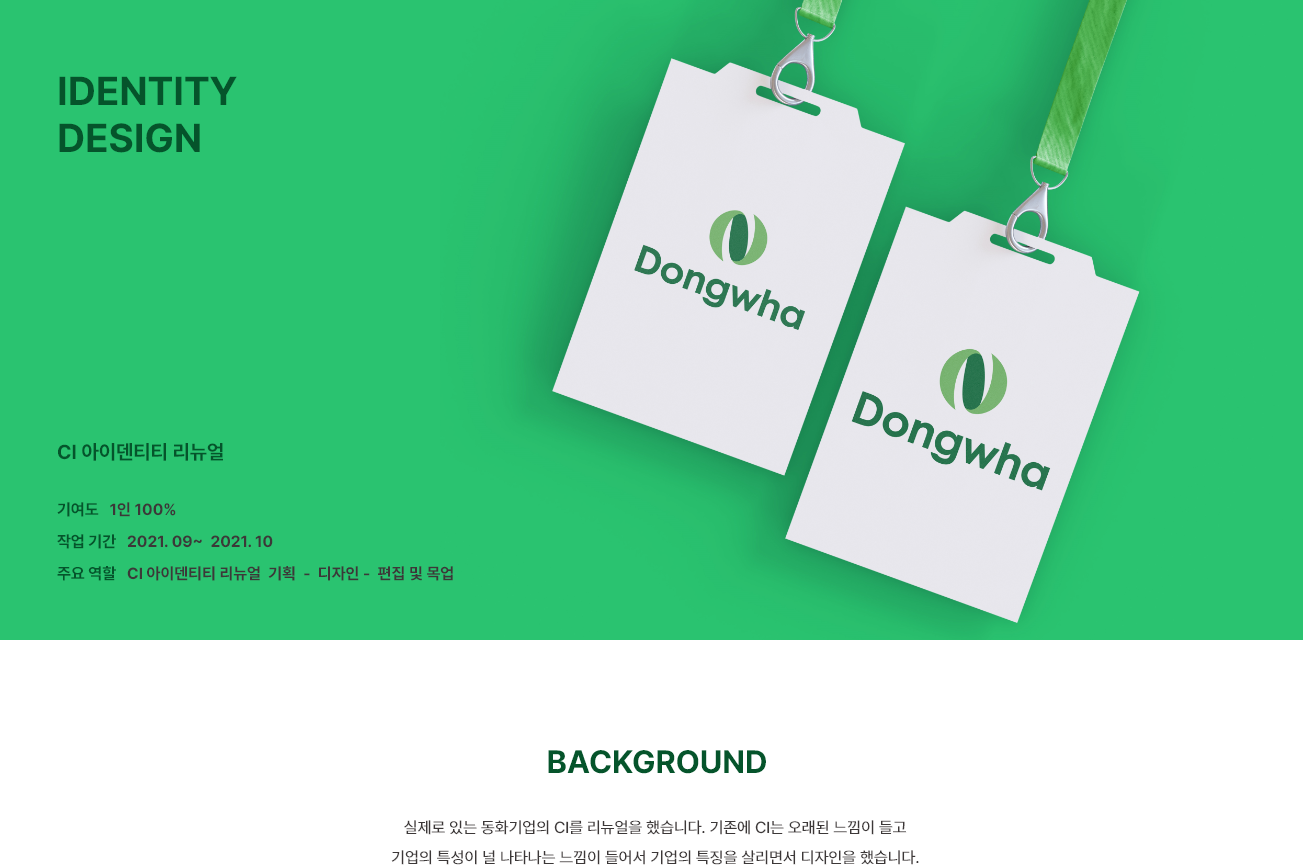 IDENTITY
DESIGN
Dongwha
Dongwha
CI 아이덴티티 리뉴얼
기여도 1인 100%
작업 기간 2021. 09~ 2021. 10
주요 역할 CI 아이덴티티 리뉴얼 기획 - 디자인 - 편집 및 목업
BACKGROUND
실제로 있는 동화기업의 CI를 리뉴얼을 했습니다. 기존에 CI는 오래된 느낌이 들고
기업의 특성이 널 나타나는 느낌이 들어서 기업의 특징을 살리면서 디자인을 했습니다.